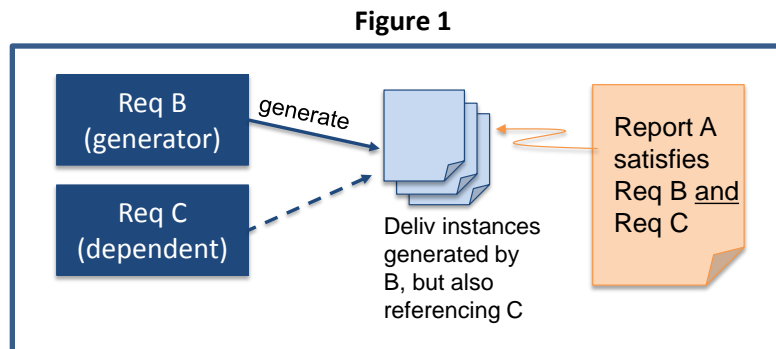 Figure 1
Req B
(generator)
generate
Req C
(dependent)
Deliv instances
generated by
B, but also
referencing C
Report A
satisfies
Req B and
Req C